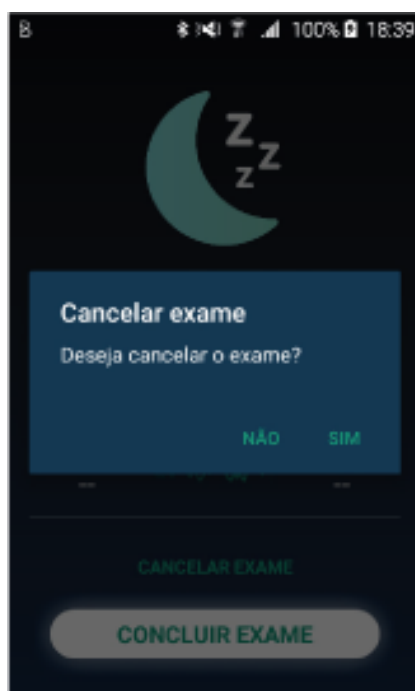 B 100% 18:39
Z
Z
Z
Cancelar exame
Deseja cancelar o exame?
NÃO SIM
-- --
CANCELAR EXAME
CONCLUIR EXAME